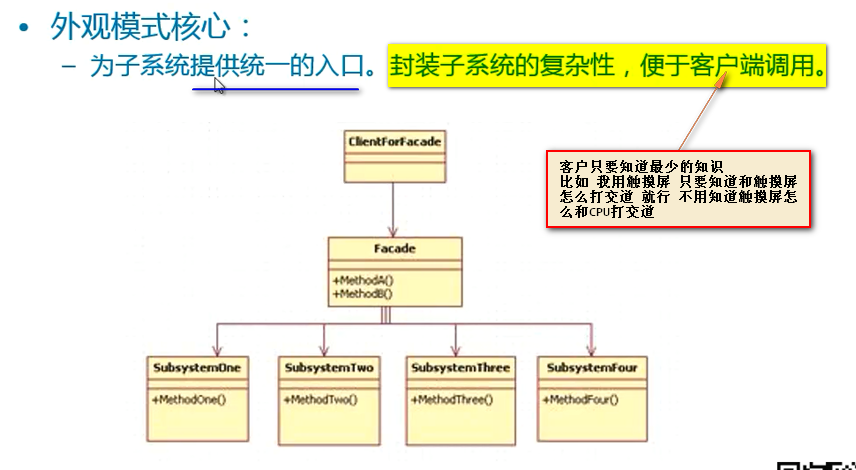 • 外观模式核心：
– 为子系统提供统一的入口。封装子系统的复杂性，便于客户端调用。
客户只要知道最少的知识
比如 我用触摸屏 只要知道和触摸屏
怎么打交道 就行 不用知道触摸屏怎
么和CPU打交道
ClientForFacade
Facade
+MethodA()
+MethodB()
SubsystemOne
+MethodOne()
SubsystemTwo
+MethodTwo()
SubsystemThree
+MethodThree()
SubsystemFour
+MethodFour()